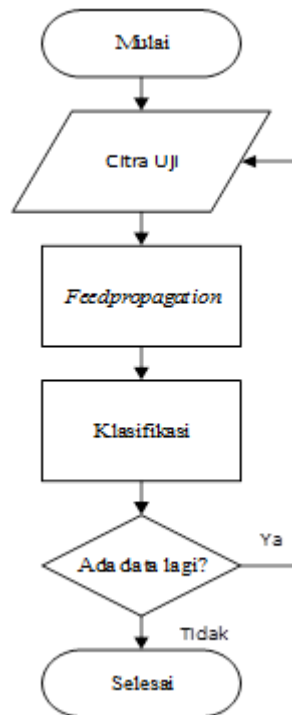 Mulai
Citra Uji
Feedpropagation
Klasifikasi
Ada data lagi?
Ya
Tidak
Selesai